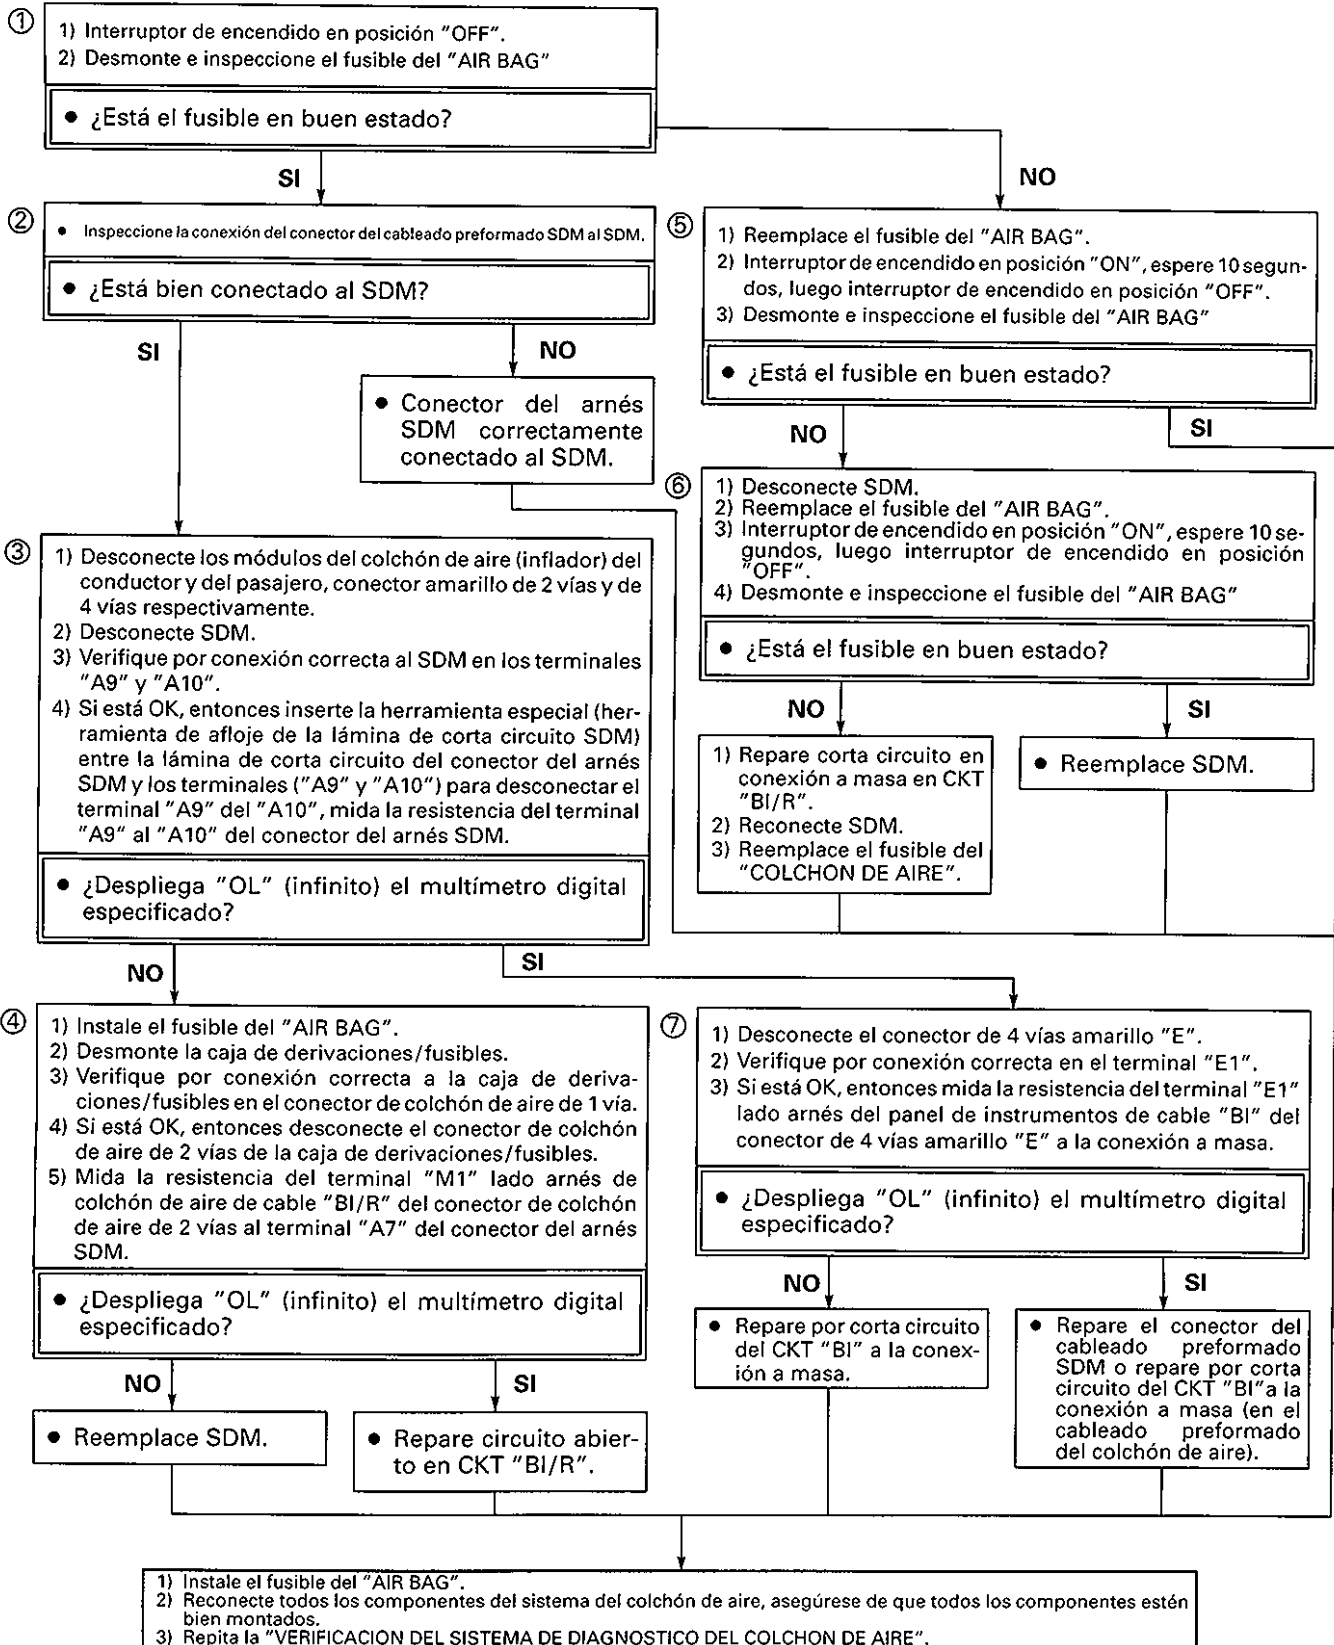 ①
1) Interruptor de encendido en posición "OFF".
2) Desmonte e inspeccione el fusible del "AIR BAG"
● ¿Está el fusible en buen estado?
SI
NO
②
● Inspeccione la conexión del conector del cableado preformado SDM al SDM.
● ¿Está bien conectado al SDM?
SI
NO
● Conector del arnés
SDM correctamente
conectado al SDM.
⑤
1) Reemplace el fusible del "AIR BAG".
2) Interruptor de encendido en posición "ON", espere 10 segun-
dos, luego interruptor de encendido en posición "OFF".
3) Desmonte e inspeccione el fusible del "AIR BAG"
● ¿Está el fusible en buen estado?
NO
SI
⑥
1) Desconecte SDM.
2) Reemplace el fusible del "AIR BAG".
3) Interruptor de encendido en posición "ON", espere 10 se-
gundos, luego interruptor de encendido en posición
"OFF".
4) Desmonte e inspeccione el fusible del "AIR BAG"
● ¿Está el fusible en buen estado?
NO
SI
1) Repare corta circuito en
conexión a masa en CKT
"BI/R".
2) Reconecte SDM.
3) Reemplace el fusible del
"COLCHON DE AIRE".
● Reemplace SDM.
③
1) Desconecte los módulos del colchón de aire (inflador) del
conductor y del pasajero, conector amarillo de 2 vías y de
4 vías respectivamente.
2) Desconecte SDM.
3) Verifique por conexión correcta al SDM en los terminales
"A9" y "A10".
4) Si está OK, entonces inserte la herramienta especial (her-
ramienta de afloje de la lámina de corta circuito SDM)
entre la lámina de corta circuito del conector del arnés
SDM y los terminales ("A9" y "A10") para desconectar el
terminal "A9" del "A10", mida la resistencia del terminal
"A9" al "A10" del conector del arnés SDM.
● ¿Despliega "OL" (infinito) el multímetro digital
especificado?
NO
SI
④
1) Instale el fusible del "AIR BAG".
2) Desmonte la caja de derivaciones/fusibles.
3) Verifique por conexión correcta a la caja de deriva-
ciones/fusibles en el conector de colchón de aire de 1 vía.
4) Si está OK, entonces desconecte el conector de colchón
de aire de 2 vías de la caja de derivaciones/fusibles.
5) Mida la resistencia del terminal "M1" lado arnés de
colchón de aire de cable "BI/R" del conector de colchón
de aire de 2 vías al terminal "A7" del conector del arnés
SDM.
● ¿Despliega "OL" (infinito) el multímetro digital
especificado?
NO
SI
● Reemplace SDM.
● Repare circuito abier-
to en CKT "BI/R".
⑦
1) Desconecte el conector de 4 vías amarillo "E".
2) Verifique por conexión correcta en el terminal "E1".
3) Si está OK, entonces mida la resistencia del terminal "E1"
lado arnés del panel de instrumentos de cable "BI" del
conector de 4 vías amarillo "E" a la conexión a masa.
● ¿Despliega "OL" (infinito) el multímetro digital
especificado?
NO
SI
● Repare por corta circuito
del CKT "BI" a la conex-
ión a masa.
● Repare el conector del
cableado preformado
SDM o repare por corta
circuito del CKT "BI"a la
conexión a masa (en el
cableado preformado
del colchón de aire).
1) Instale el fusible del "AIR BAG".
2) Reconecte todos los componentes del sistema del colchón de aire, asegúrese de que todos los componentes estén
bien montados.
3) Repita la "VERIFICACION DEL SISTEMA DE DIAGNOSTICO DEL COLCHON DE AIRE".